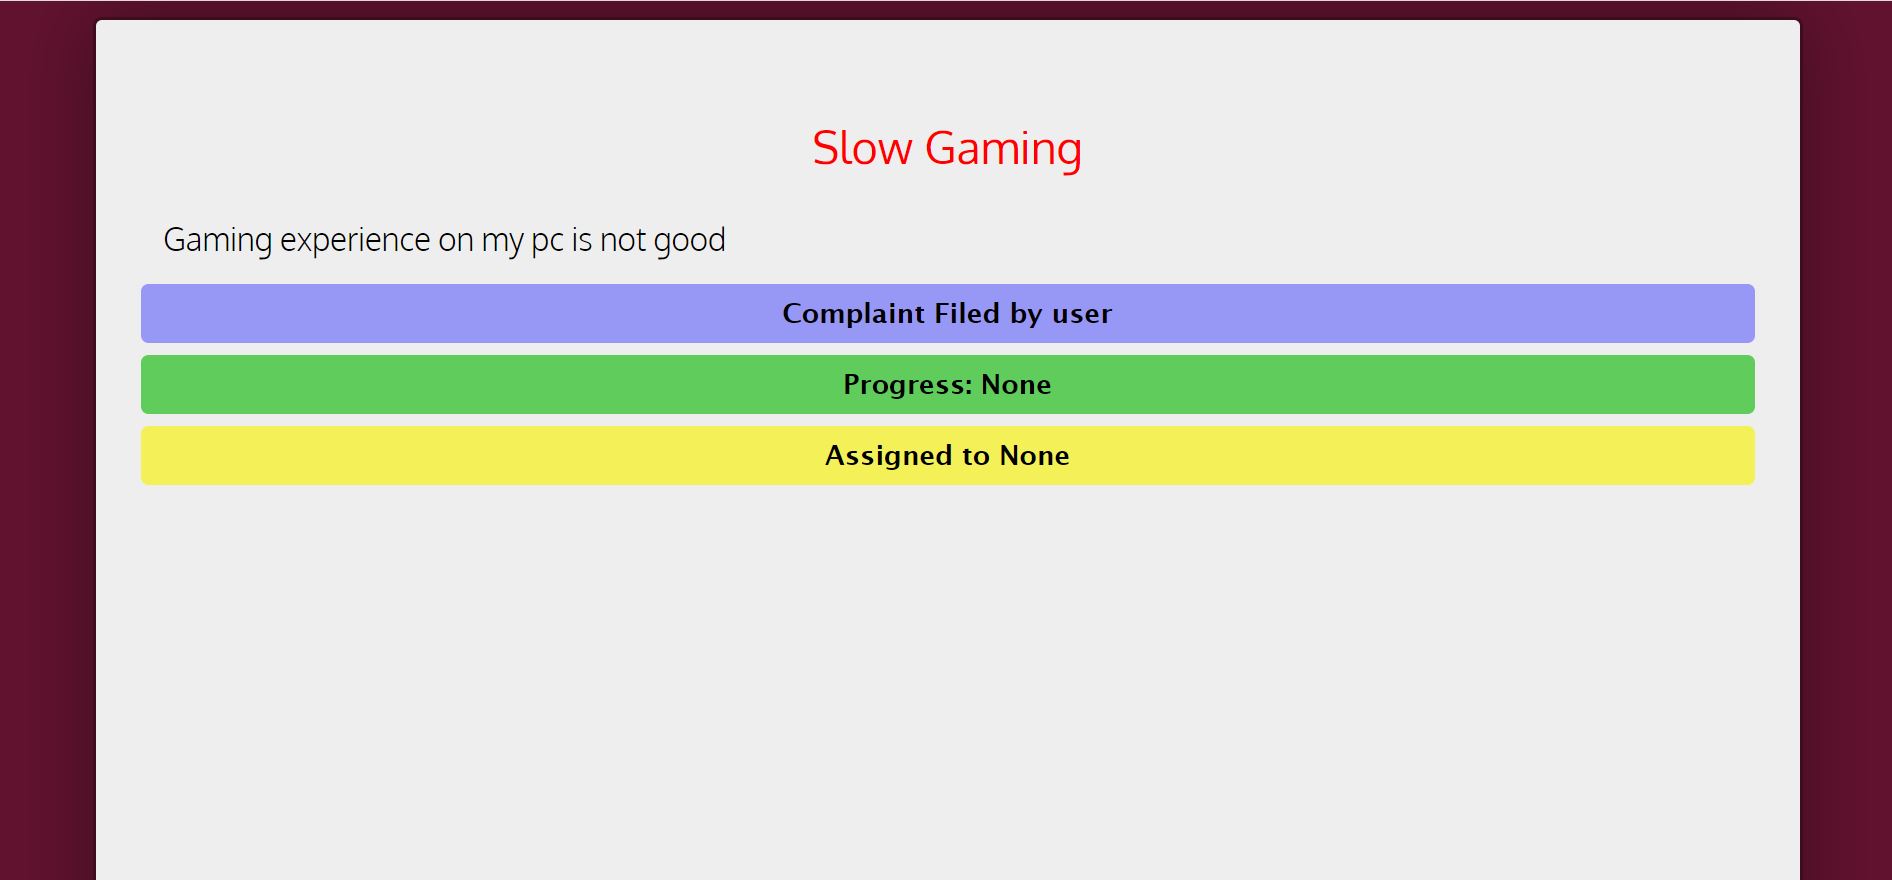 Slow Gaming
Gaming experience on my pc is not good
Complaint Filed by user
Progress: None
Assigned to None